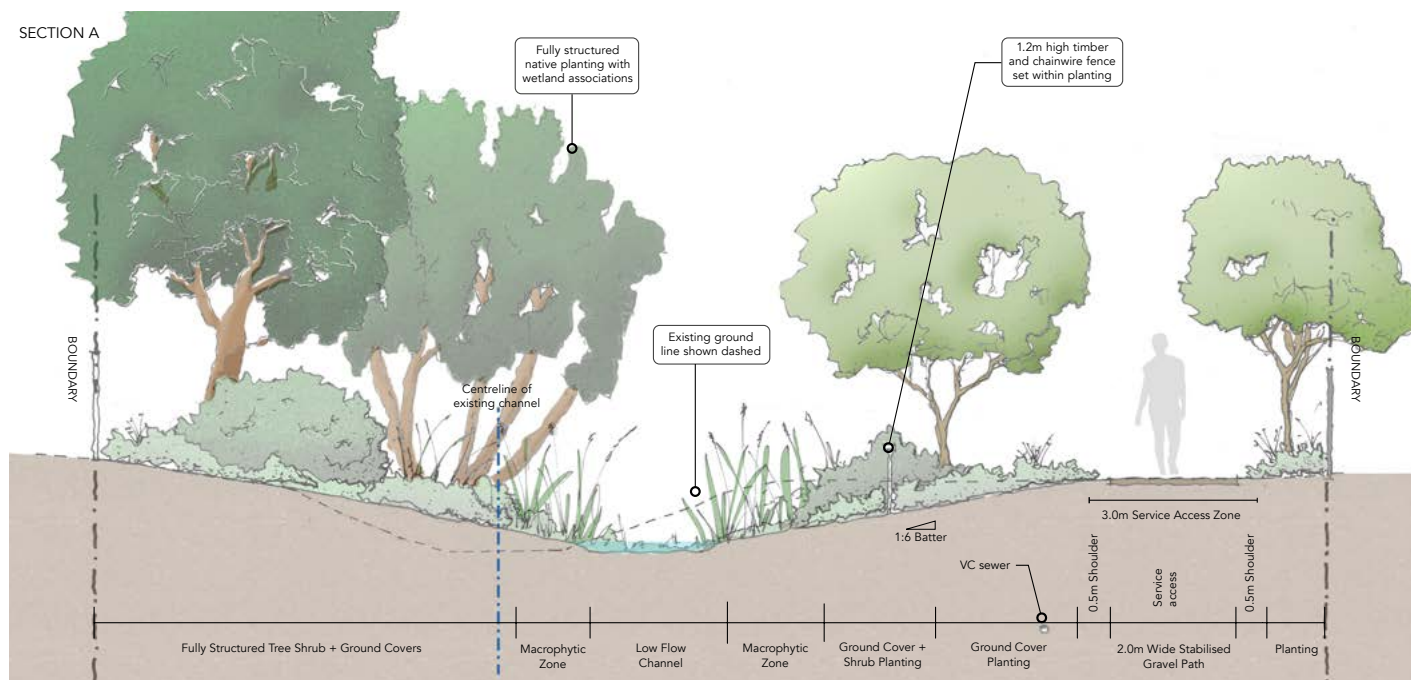 SECTION A
Fully structured
native planting with
wetland associations
1.2m high timber
and chainwire fence
set within planting
Existing ground
line shown dashed
BOUNDARY
Centreline of
existing channel
BOUNDARY
3.0m Service Access Zone
1:6 Batter
VC sewer
0.5m Shoulder
Service
access
0.5m Shoulder
Fully Structured Tree Shrub + Ground Covers
Macrophytic
Zone
Low Flow
Channel
Macrophytic
Zone
Ground Cover +
Shrub Planting
Ground Cover
Planting
2.0m Wide Stabilised
Gravel Path
Planting